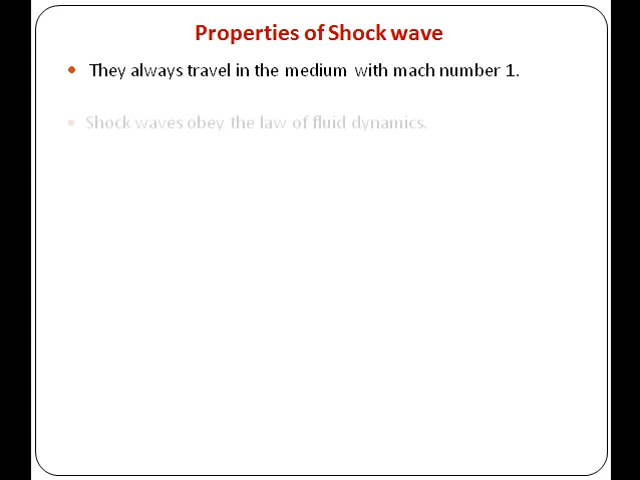 Properties of Shock wave
• They always travel in the medium with mach number 1.
• Shock waves obey the law of fluid dynamics.